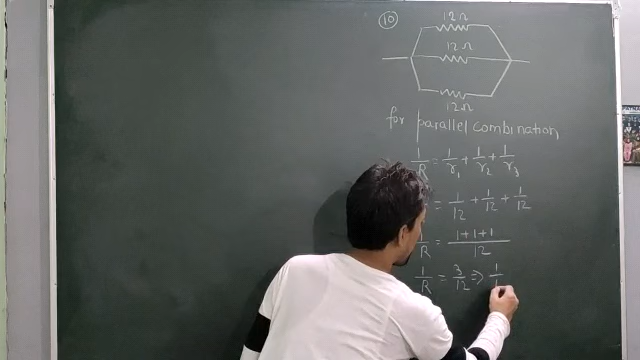 10
12Ω
12Ω
12Ω
for parallel combination,
1/R = 1/r₁ + 1/r₂ + 1/r₃
= 1/12 + 1/12 + 1/12
1/R = 1+1+1/12
1/R = 3/12 ⇒ 1